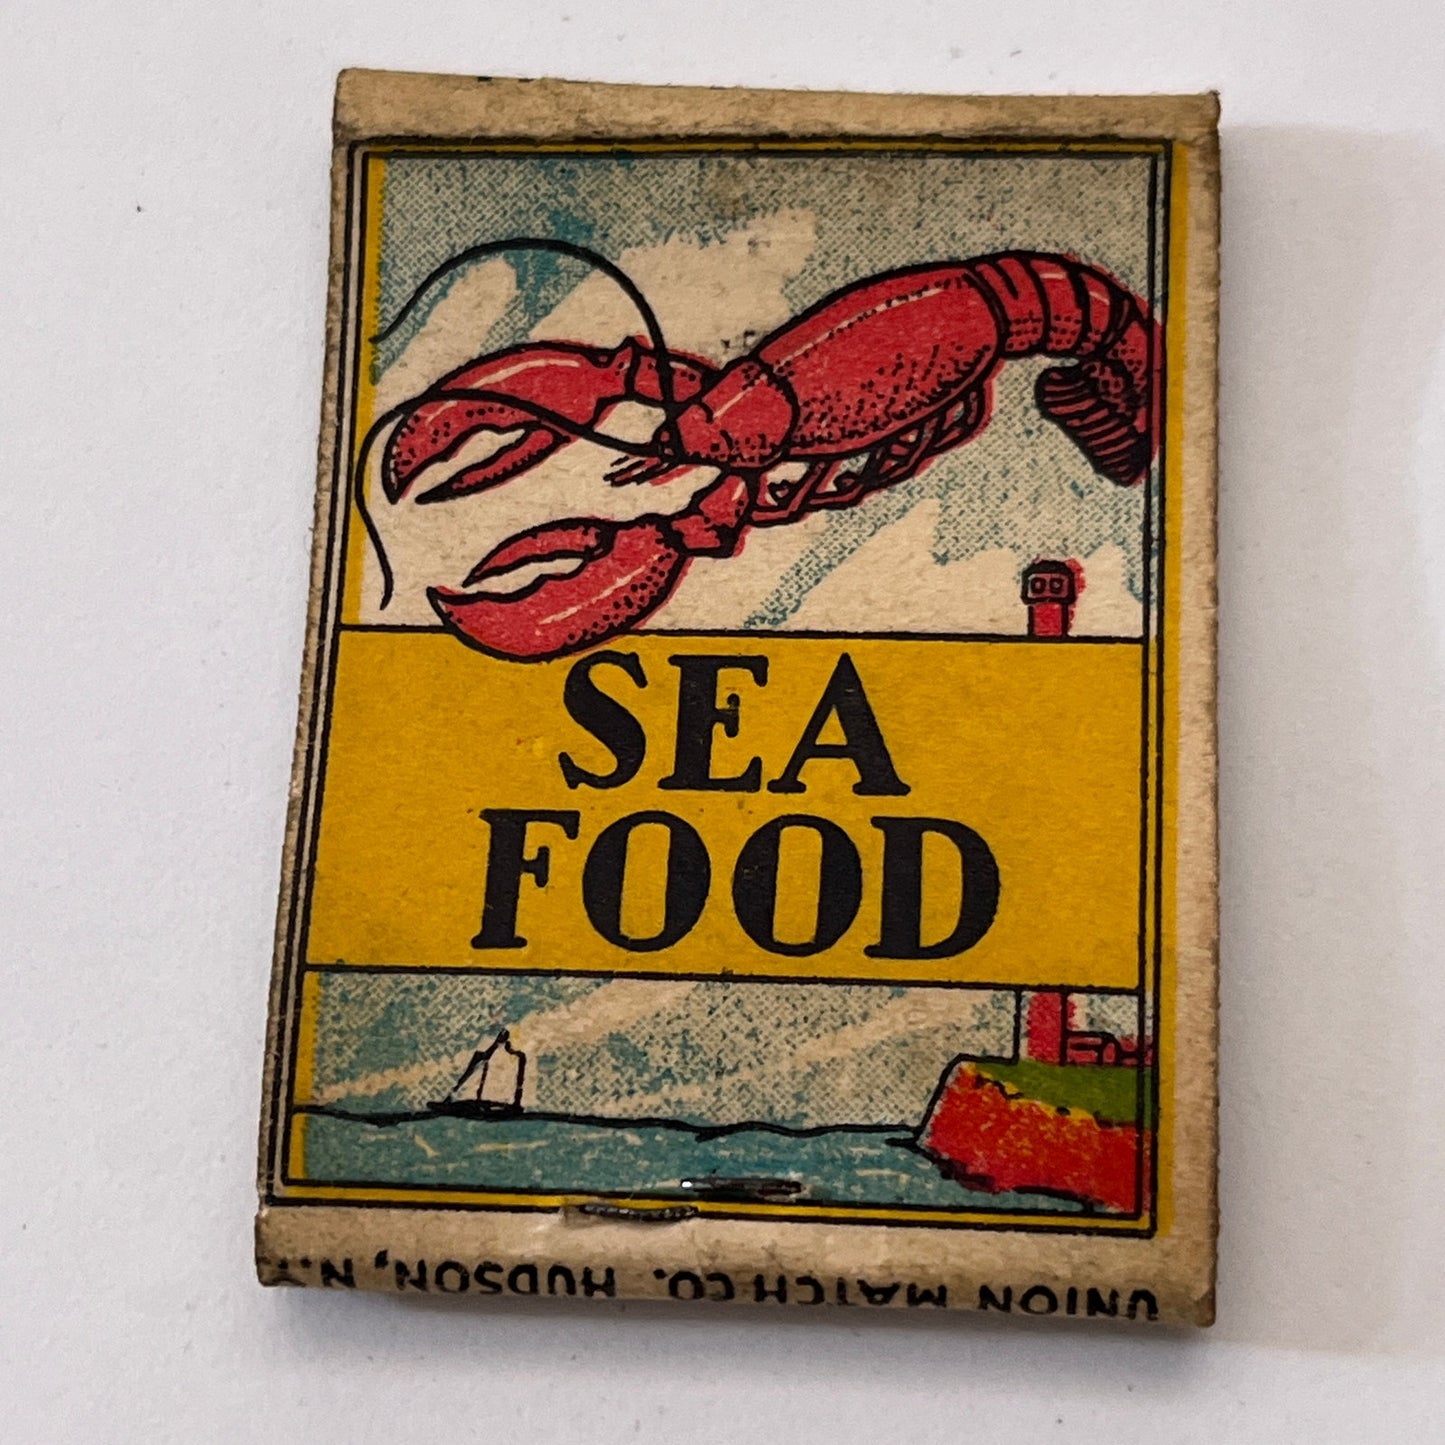 SEA
FOOD
UNION MATCH CO. HUDSON, N.Y.